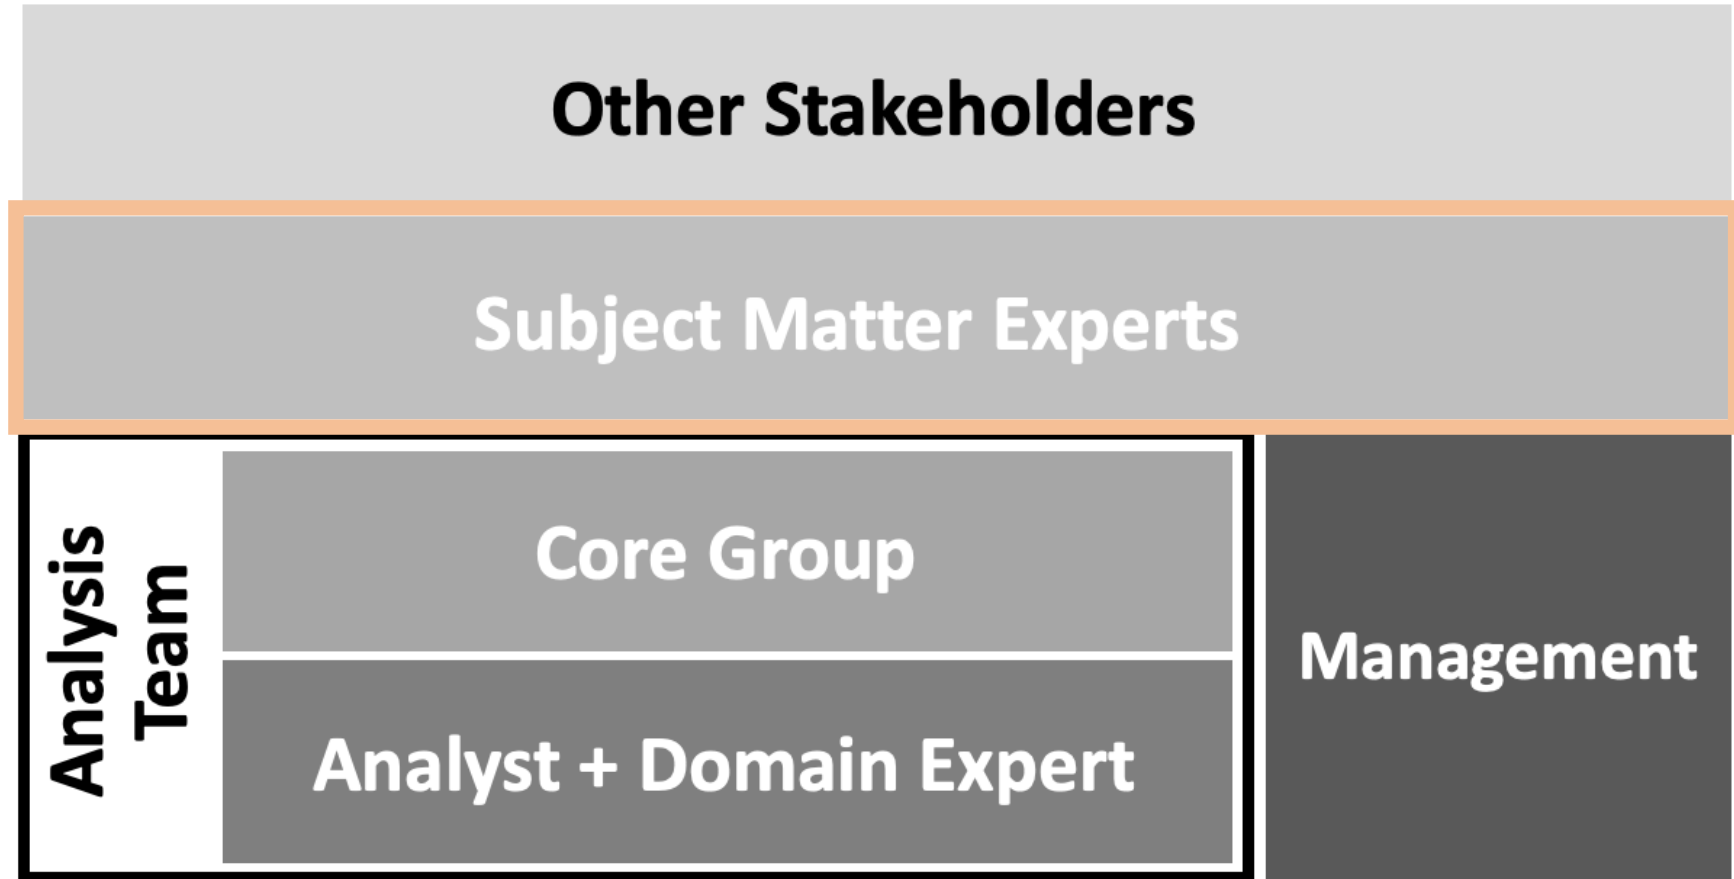 Other Stakeholders
Subject Matter Experts
Analysis
Team
Core Group
Analyst + Domain Expert
Management